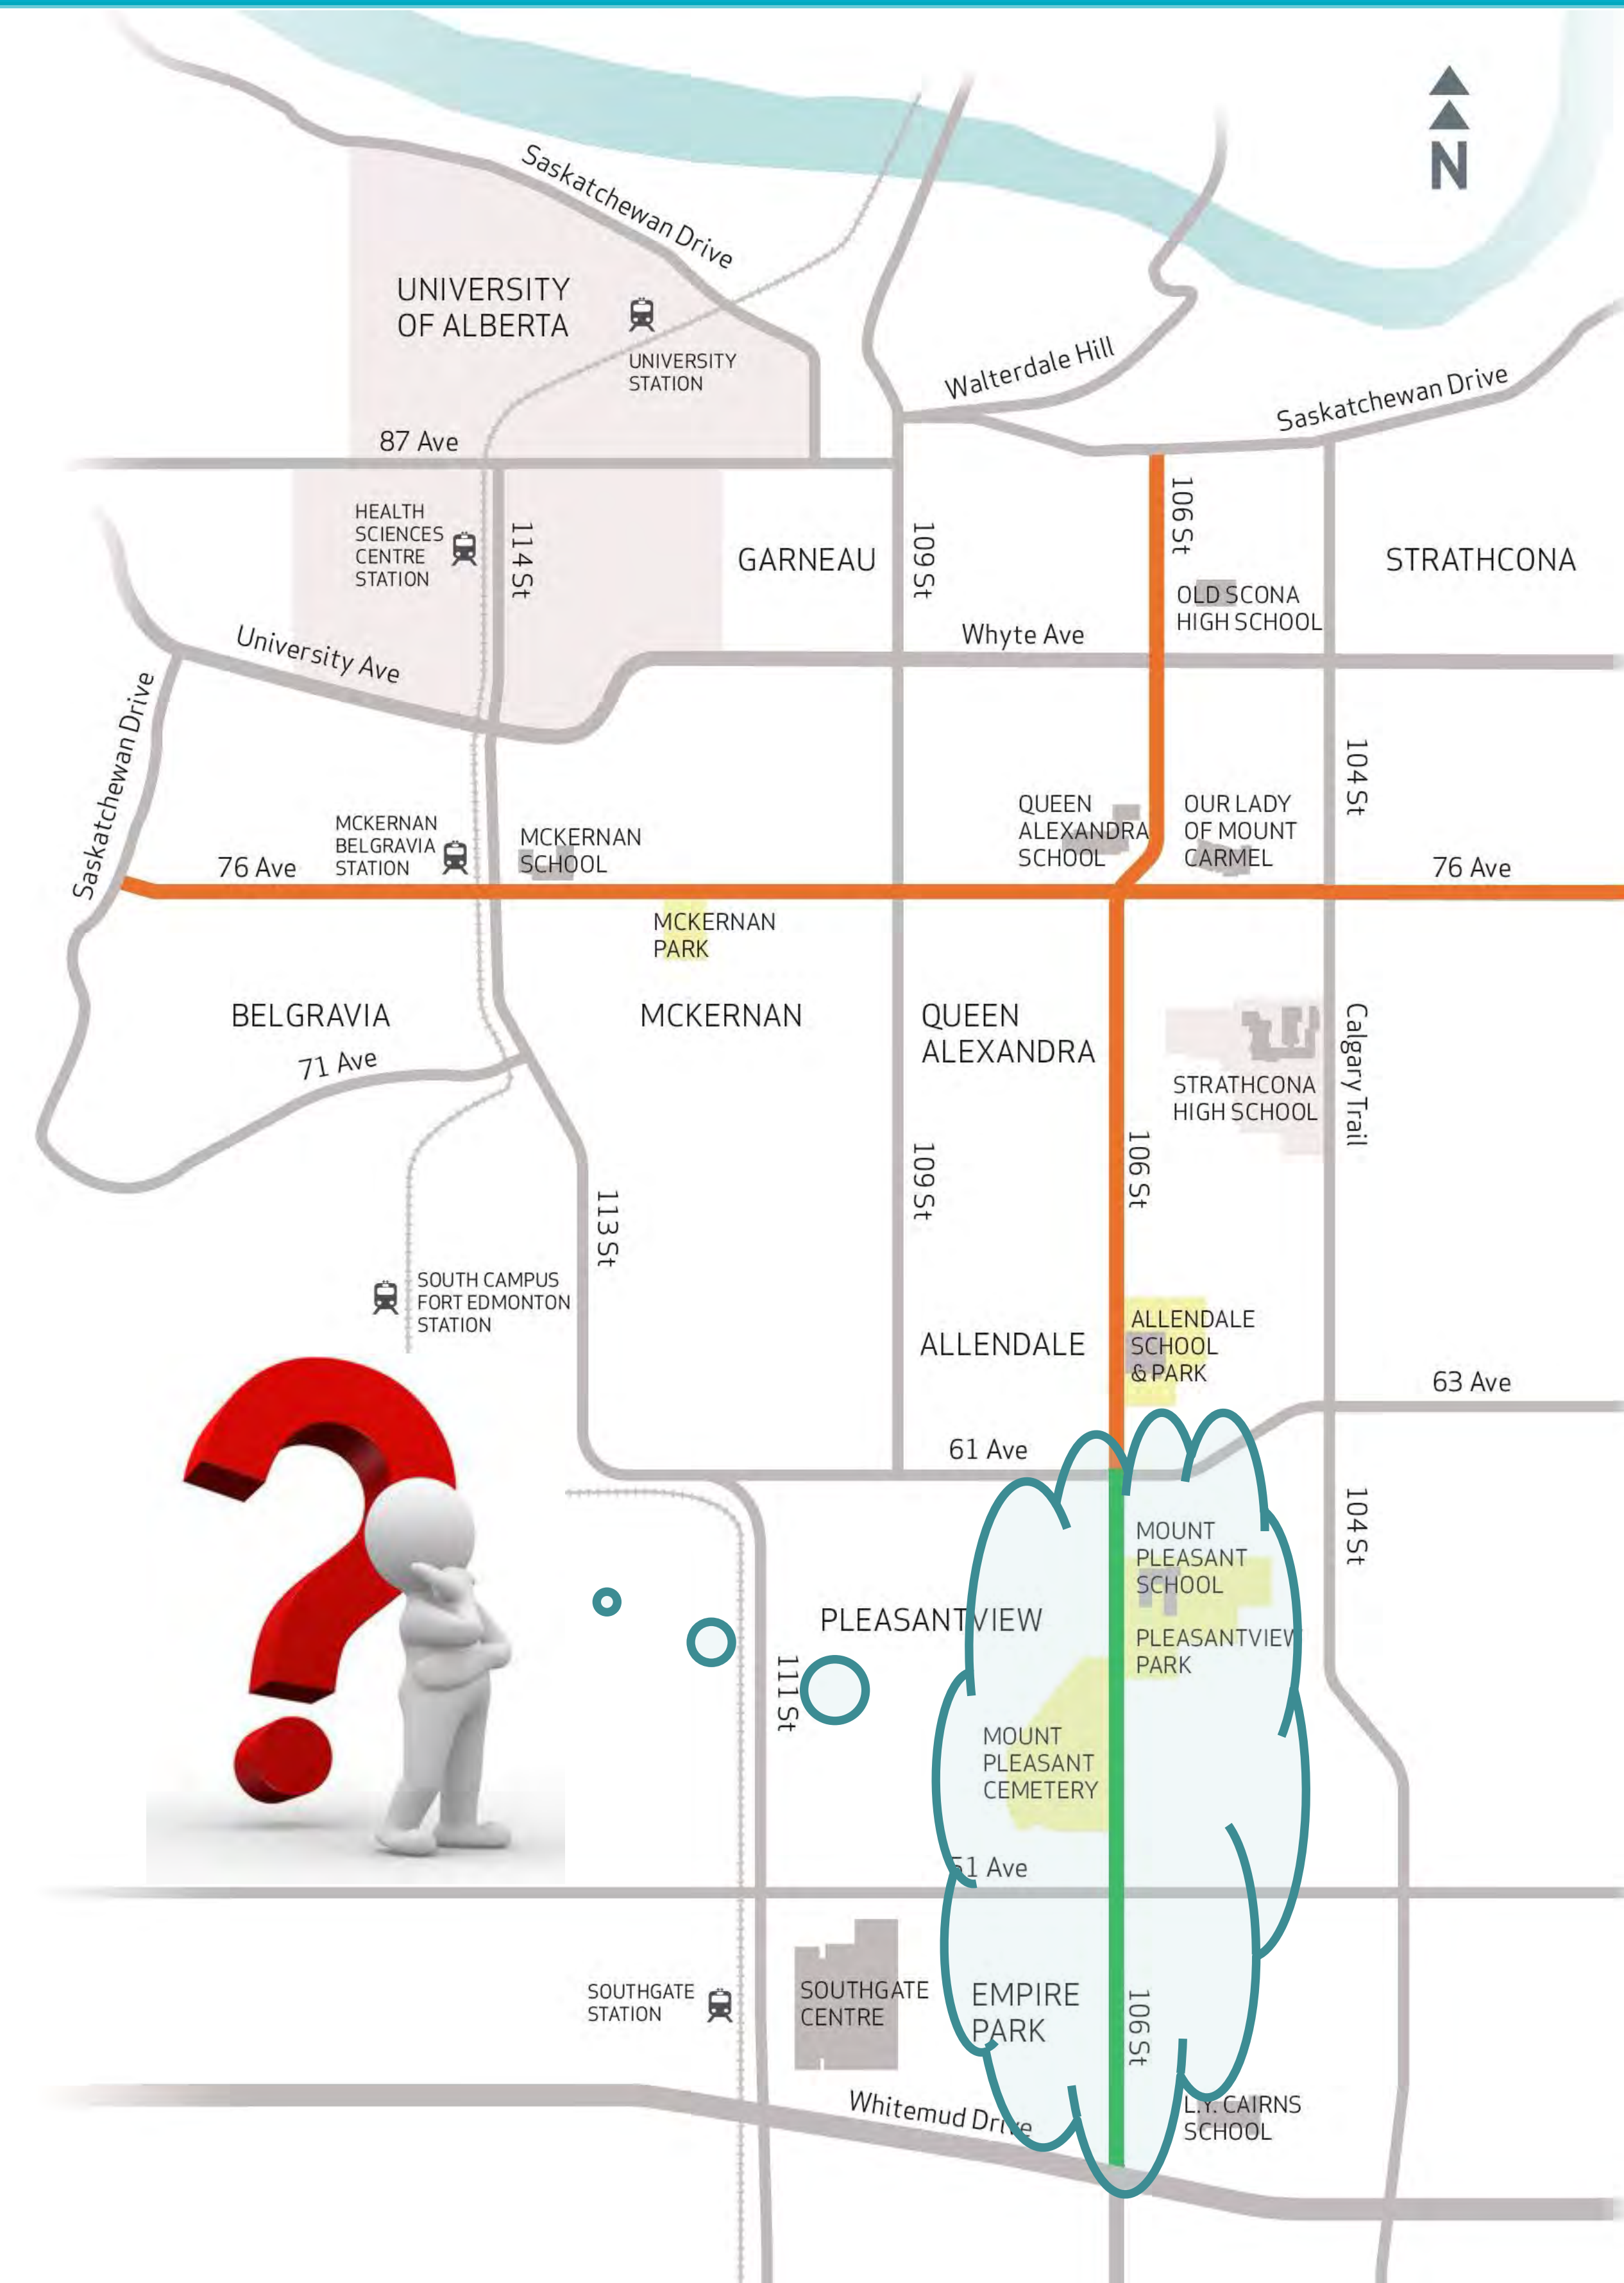 N
Saskatchewan Drive
UNIVERSITY
OF ALBERTA
UNIVERSITY
STATION
Walterdale Hill
Saskatchewan Drive
87 Ave
106 St
HEALTH
SCIENCES
CENTRE
STATION
114 St
GARNEAU
109 St
STRATHCONA
OLD SCONA
HIGH SCHOOL
Whyte Ave
University Ave
Saskatchewan Drive
104 St
QUEEN
ALEXANDRA
SCHOOL
OUR LADY
OF MOUNT
CARMEL
MCKERNAN
BELGRAVIA
STATION
MCKERNAN
SCHOOL
76 Ave
76 Ave
MCKERNAN
PARK
BELGRAVIA
MCKERNAN
QUEEN
ALEXANDRA
Calgary Trail
71 Ave
STRATHCONA
HIGH SCHOOL
106 St
109 St
113 St
SOUTH CAMPUS
FORT EDMONTON
STATION
ALLENDALE
ALLENDALE
SCHOOL
& PARK
63 Ave
61 Ave
104 St
MOUNT
PLEASANT
SCHOOL
PLEASANTVIEW
PLEASANTVIEW
PARK
111 St
MOUNT
PLEASANT
CEMETERY
51 Ave
SOUTHGATE
STATION
SOUTHGATE
CENTRE
EMPIRE
PARK
106 St
Whitemud Drive
L.Y. CAIRNS
SCHOOL